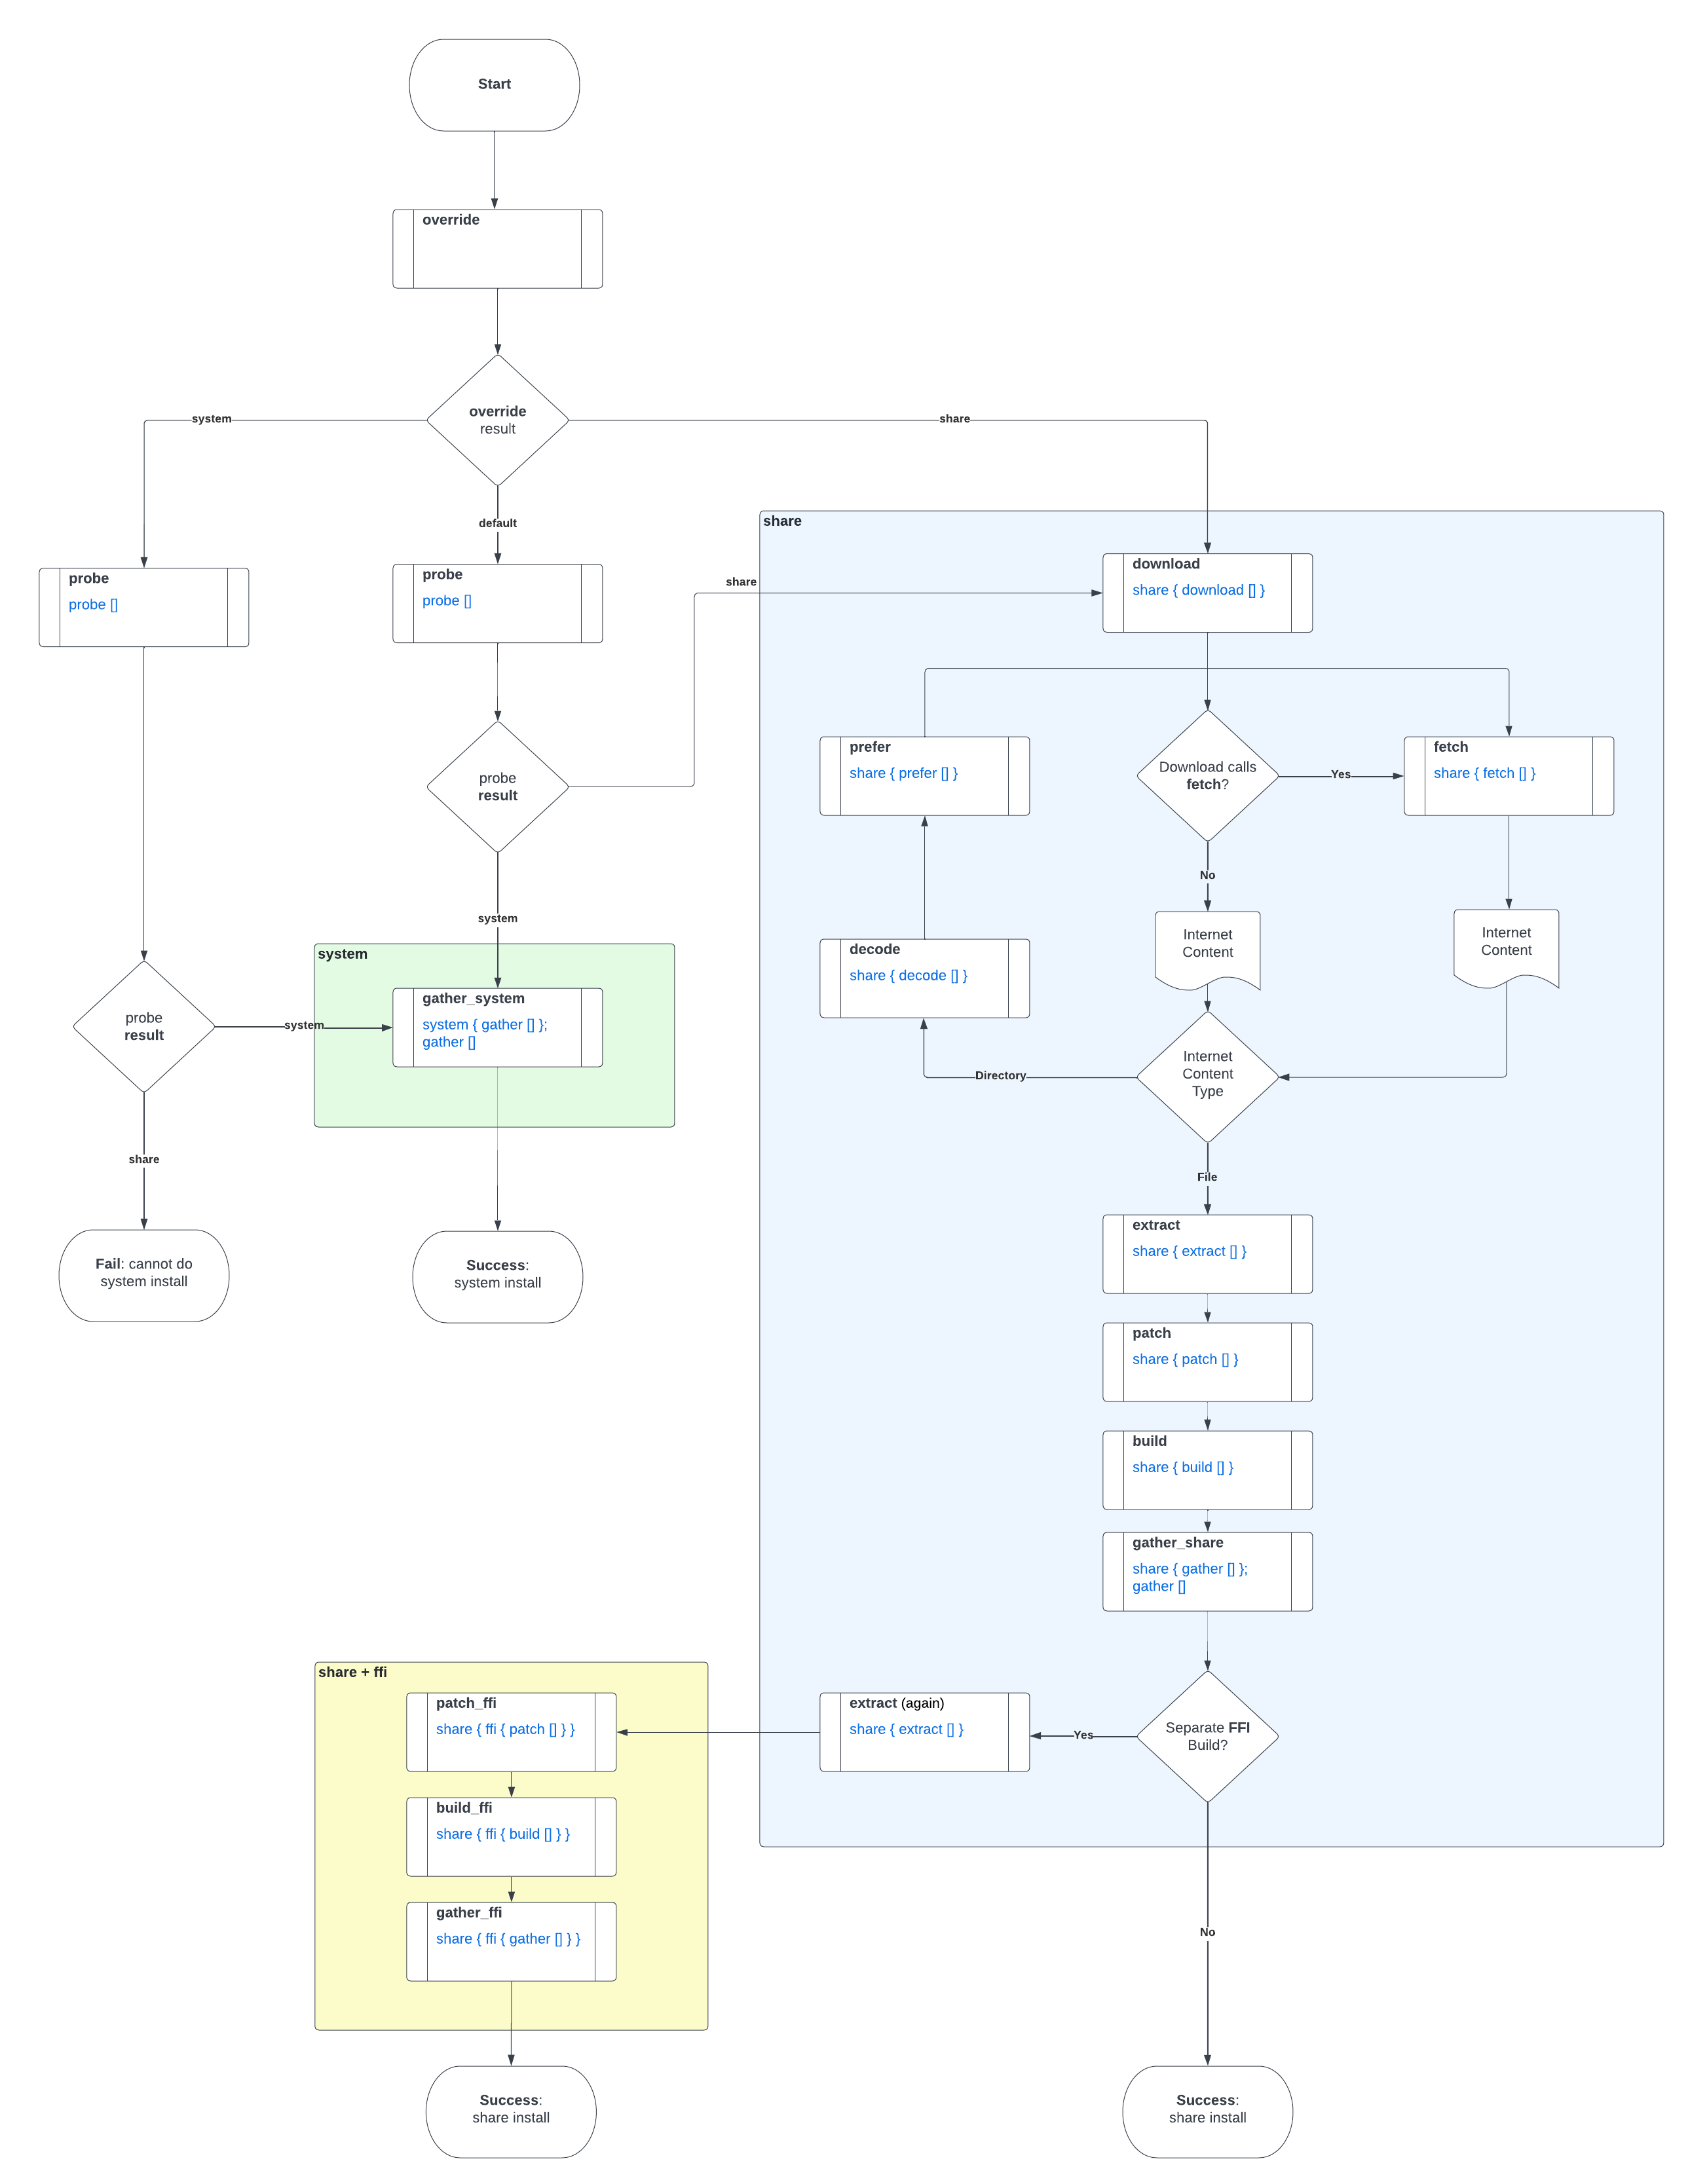 Start
override
override
result
system
share
default
share
probe
probe []
probe
probe []
share
download
share { download [] }
probe
result
prefer
share { prefer [] }
Download calls
fetch?
Yes
fetch
share { fetch [] }
No
system
Internet
Content
Internet
Content
decode
share { decode [] }
system
gather_system
system { gather [] };
gather []
probe
result
system
Internet
Content
Type
Directory
share
File
Fail: cannot do
system install
Success:
system install
extract
share { extract [] }
patch
share { patch [] }
build
share { build [] }
gather_share
share { gather [] };
gather []
share + ffi
patch_ffi
share { ffi { patch [] } }
extract (again)
share { extract [] }
Yes
Separate FFI
Build?
build_ffi
share { ffi { build [] } }
gather_ffi
share { ffi { gather [] } }
No
Success:
share install
Success:
share install